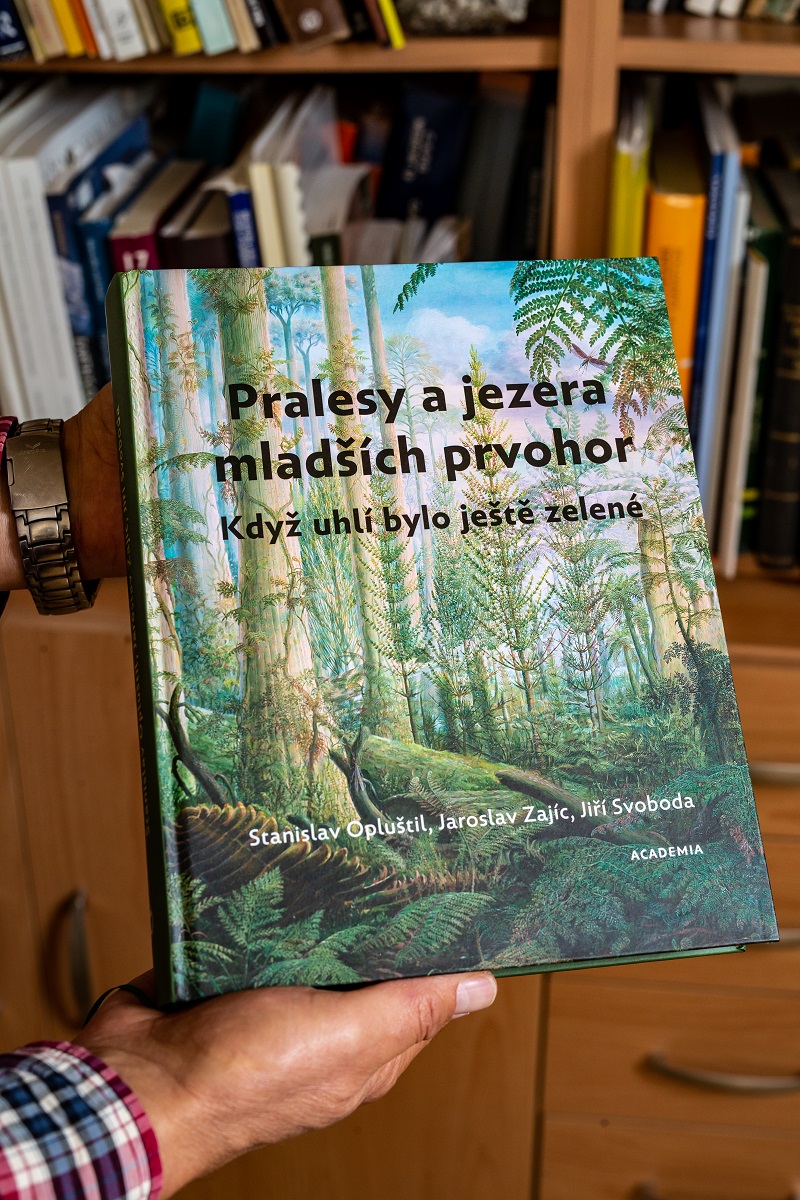 Pralesy a jezera
mladších prvohor
Když uhlí bylo ještě zelené
Stanislav Opluštil, Jaroslav Zajíc, Jiří Svoboda
ACADEMIA